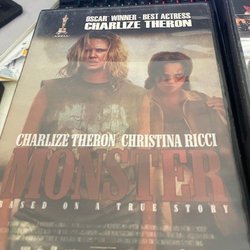 OSCAR WINNER - BEST ACTRESS
CHARLIZE THERON
CHARLIZE THERON CHRISTINA RICCI
MONSTER
BASED ON A TRUE STORY